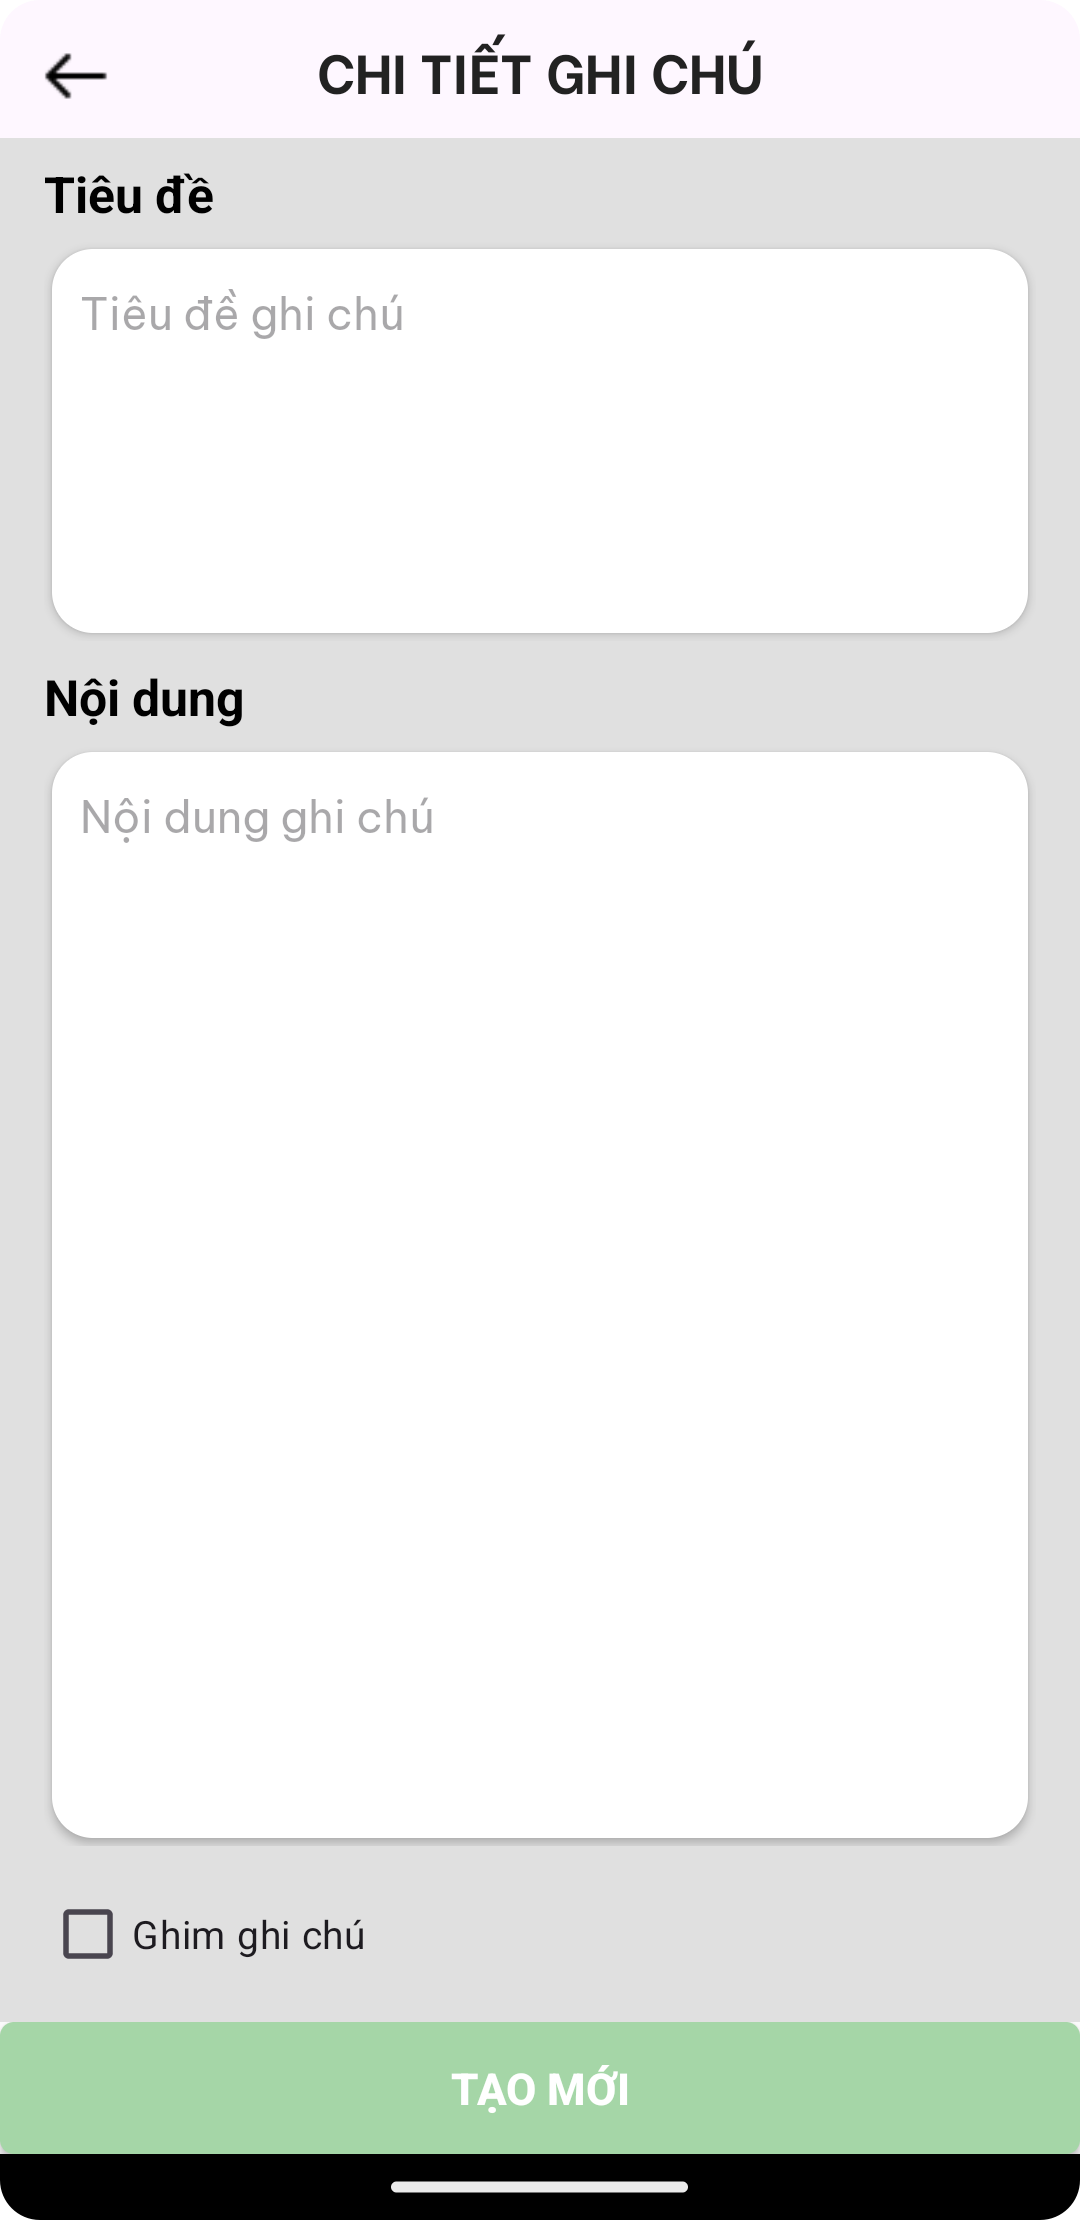 CHI TIẾT GHI CHÚ
Tiêu đề
Tiêu đề ghi chú
Nội dung
Nội dung ghi chú
Ghim ghi chú
TẠO MỚI